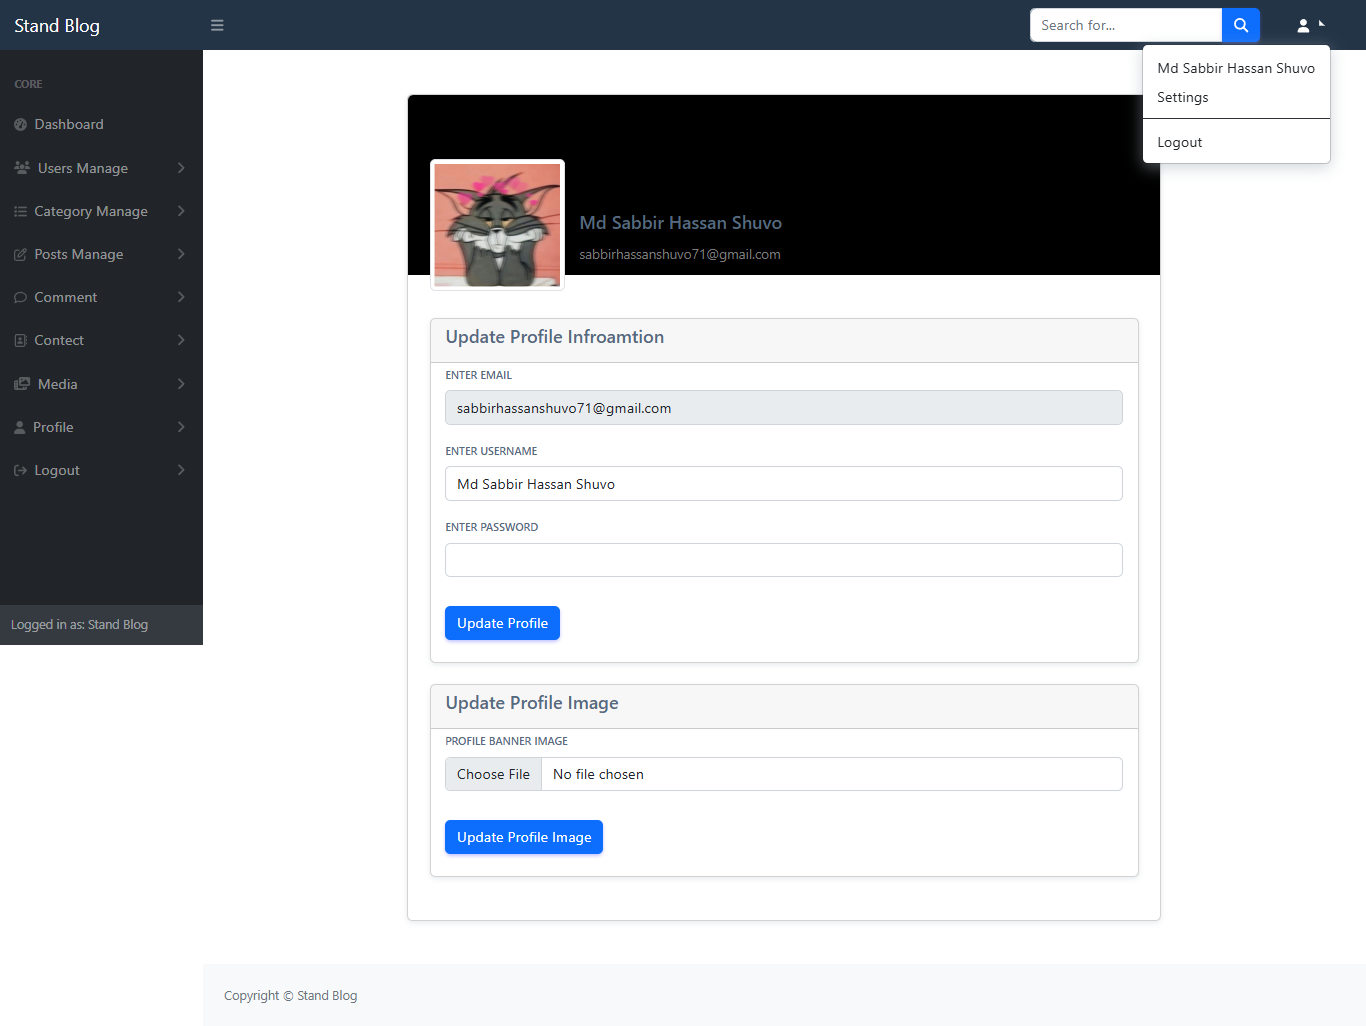 Stand Blog
Search for...
Md Sabbir Hassan Shuvo
Settings
Logout
CORE
Dashboard
Users Manage
Category Manage
Posts Manage
Comment
Contect
Media
Profile
Logout
Logged in as: Stand Blog
Md Sabbir Hassan Shuvo
sabbirhassanshuvo71@gmail.com
Update Profile Infroamtion
ENTER EMAIL
sabbirhassanshuvo71@gmail.com
ENTER USERNAME
Md Sabbir Hassan Shuvo
ENTER PASSWORD
Update Profile
Update Profile Image
PROFILE BANNER IMAGE
Choose File No file chosen
Update Profile Image
Copyright © Stand Blog